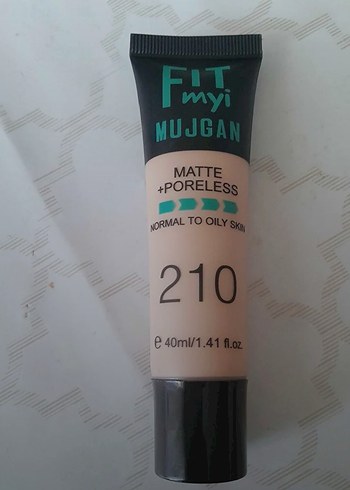 FIT
myi
MUJGAN
MATTE
+PORELESS
NORMAL TO OILY SKIN
210
e 40ml/1.41 fl.oz.